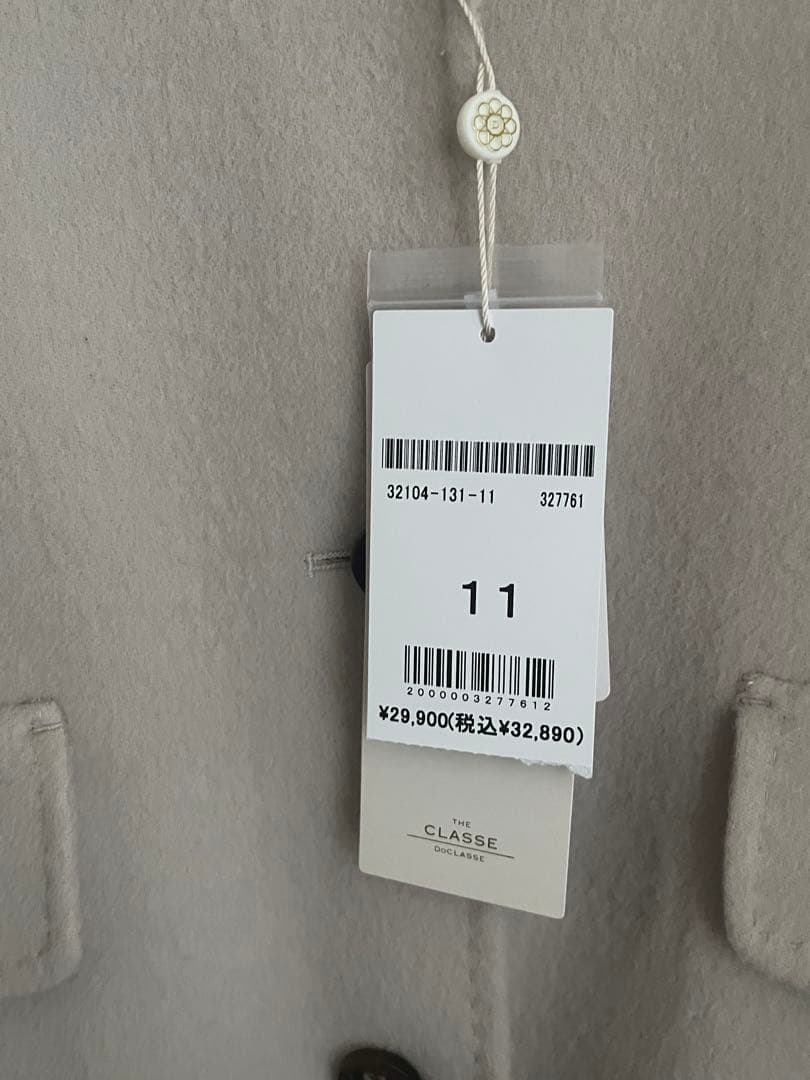 D
32104-131-11 327761
11
2000003277612
¥29,900(税込¥32,890)
THE
CLASSE
DoCLASSE